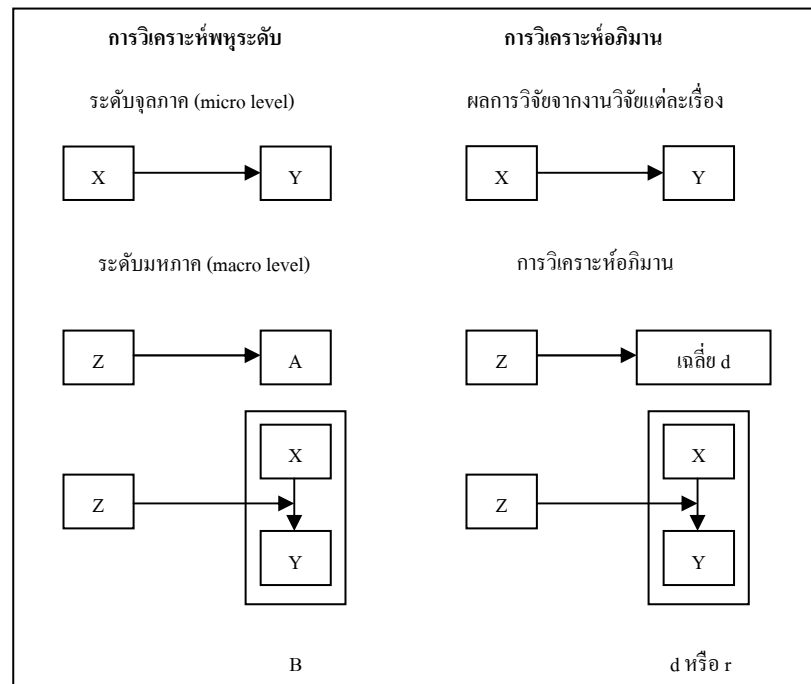 การวิเคราะห์พหุระดับ การวิเคราะห์อภิมาน
ระดับจุลภาค (micro level) ผลการวิจัยจากงานวิจัยแต่ละเรื่อง
X Y X Y
ระดับมหภาค (macro level) การวิเคราะห์อภิมาน
Z A Z เฉลี่ย d
X X
Z Z
Y Y
B d หรือ r